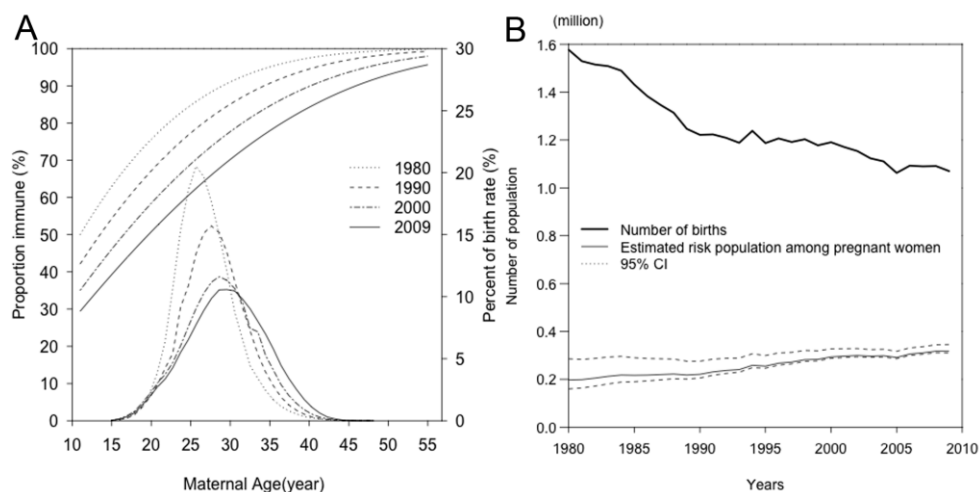 A
100
90
80
70
60
50
40
30
20
10
0
Proportion immune (%)
10 15 20 25 30 35 40 45 50 55
Maternal Age(year)
30
25
20
15
10
5
0
Percent of birth rate (%)
1980
1990
2000
2009
B
(million)
1.6
1.4
1.2
1.0
0.8
0.6
0.4
0.2
0.0
Number of population
Number of births
Estimated risk population among pregnant women
95% CI
1980 1985 1990 1995 2000 2005 2010
Years